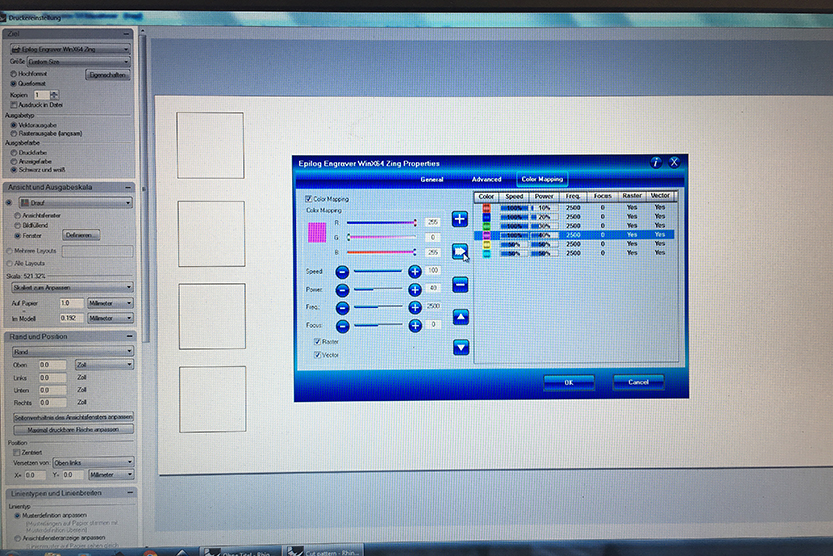 Druckereinstellung
Ziel
Epilog Engraver WinX64 Zing
Größe Custom Size
Hochformat
Eigenschaften
Querformat
Kopien 1
Ausdruck in Datei
Ausgabetyp
Vektorausgabe
Rasterausgabe (langsam)
Ausgabefarbe
Druckfarbe
Anzeigefarbe
Schwarz und weiß
Ansicht und Ausgabeskala
Drauf
Ansichtsfenster
Bildfüllend
Fenster Definieren...
Mehrere Layouts
Alle Layouts
Skala: 521.32%
Skaliert zum Anpassen
Auf Papier 1.0 Millimeter
=
Im Modell 0.192 Millimeter
Rand und Position
Rand
Oben 0.0 Zoll
Links 0.0 Zoll
Unten 0.0 Zoll
Rechts 0.0 Zoll
Seitenverhältnis des Ansichtsfensters anpassen
Maximal druckbare Fläche anpassen
Position
Zentriert
Versetzen von: Oben links
X= 0.0 Y= 0.0 Millimeter
Linientypen und Linienbreiten
Linientyp
Musterdefinition anpassen
Ansichtsfensteranzeige anpassen
Epilog Engraver WinX64 Zing Properties
i X
General Advanced Color Mapping
Color Mapping
Color Mapping
R 255
G 0
B 255
Speed 100
Power 40
Freq. 2500
Focus 0
Raster
Vector
Color Speed Power Freq. Focus Raster Vector
100% 10% 2500 0 Yes Yes
100% 20% 2500 0 Yes Yes
100% 30% 2500 0 Yes Yes
100% 40% 2500 0 Yes Yes
50% 50% 2500 0 Yes Yes
50% 50% 2500 0 Yes Yes
OK Cancel
Ohne Titel - Rhin...
Cut pattern - Rhin...